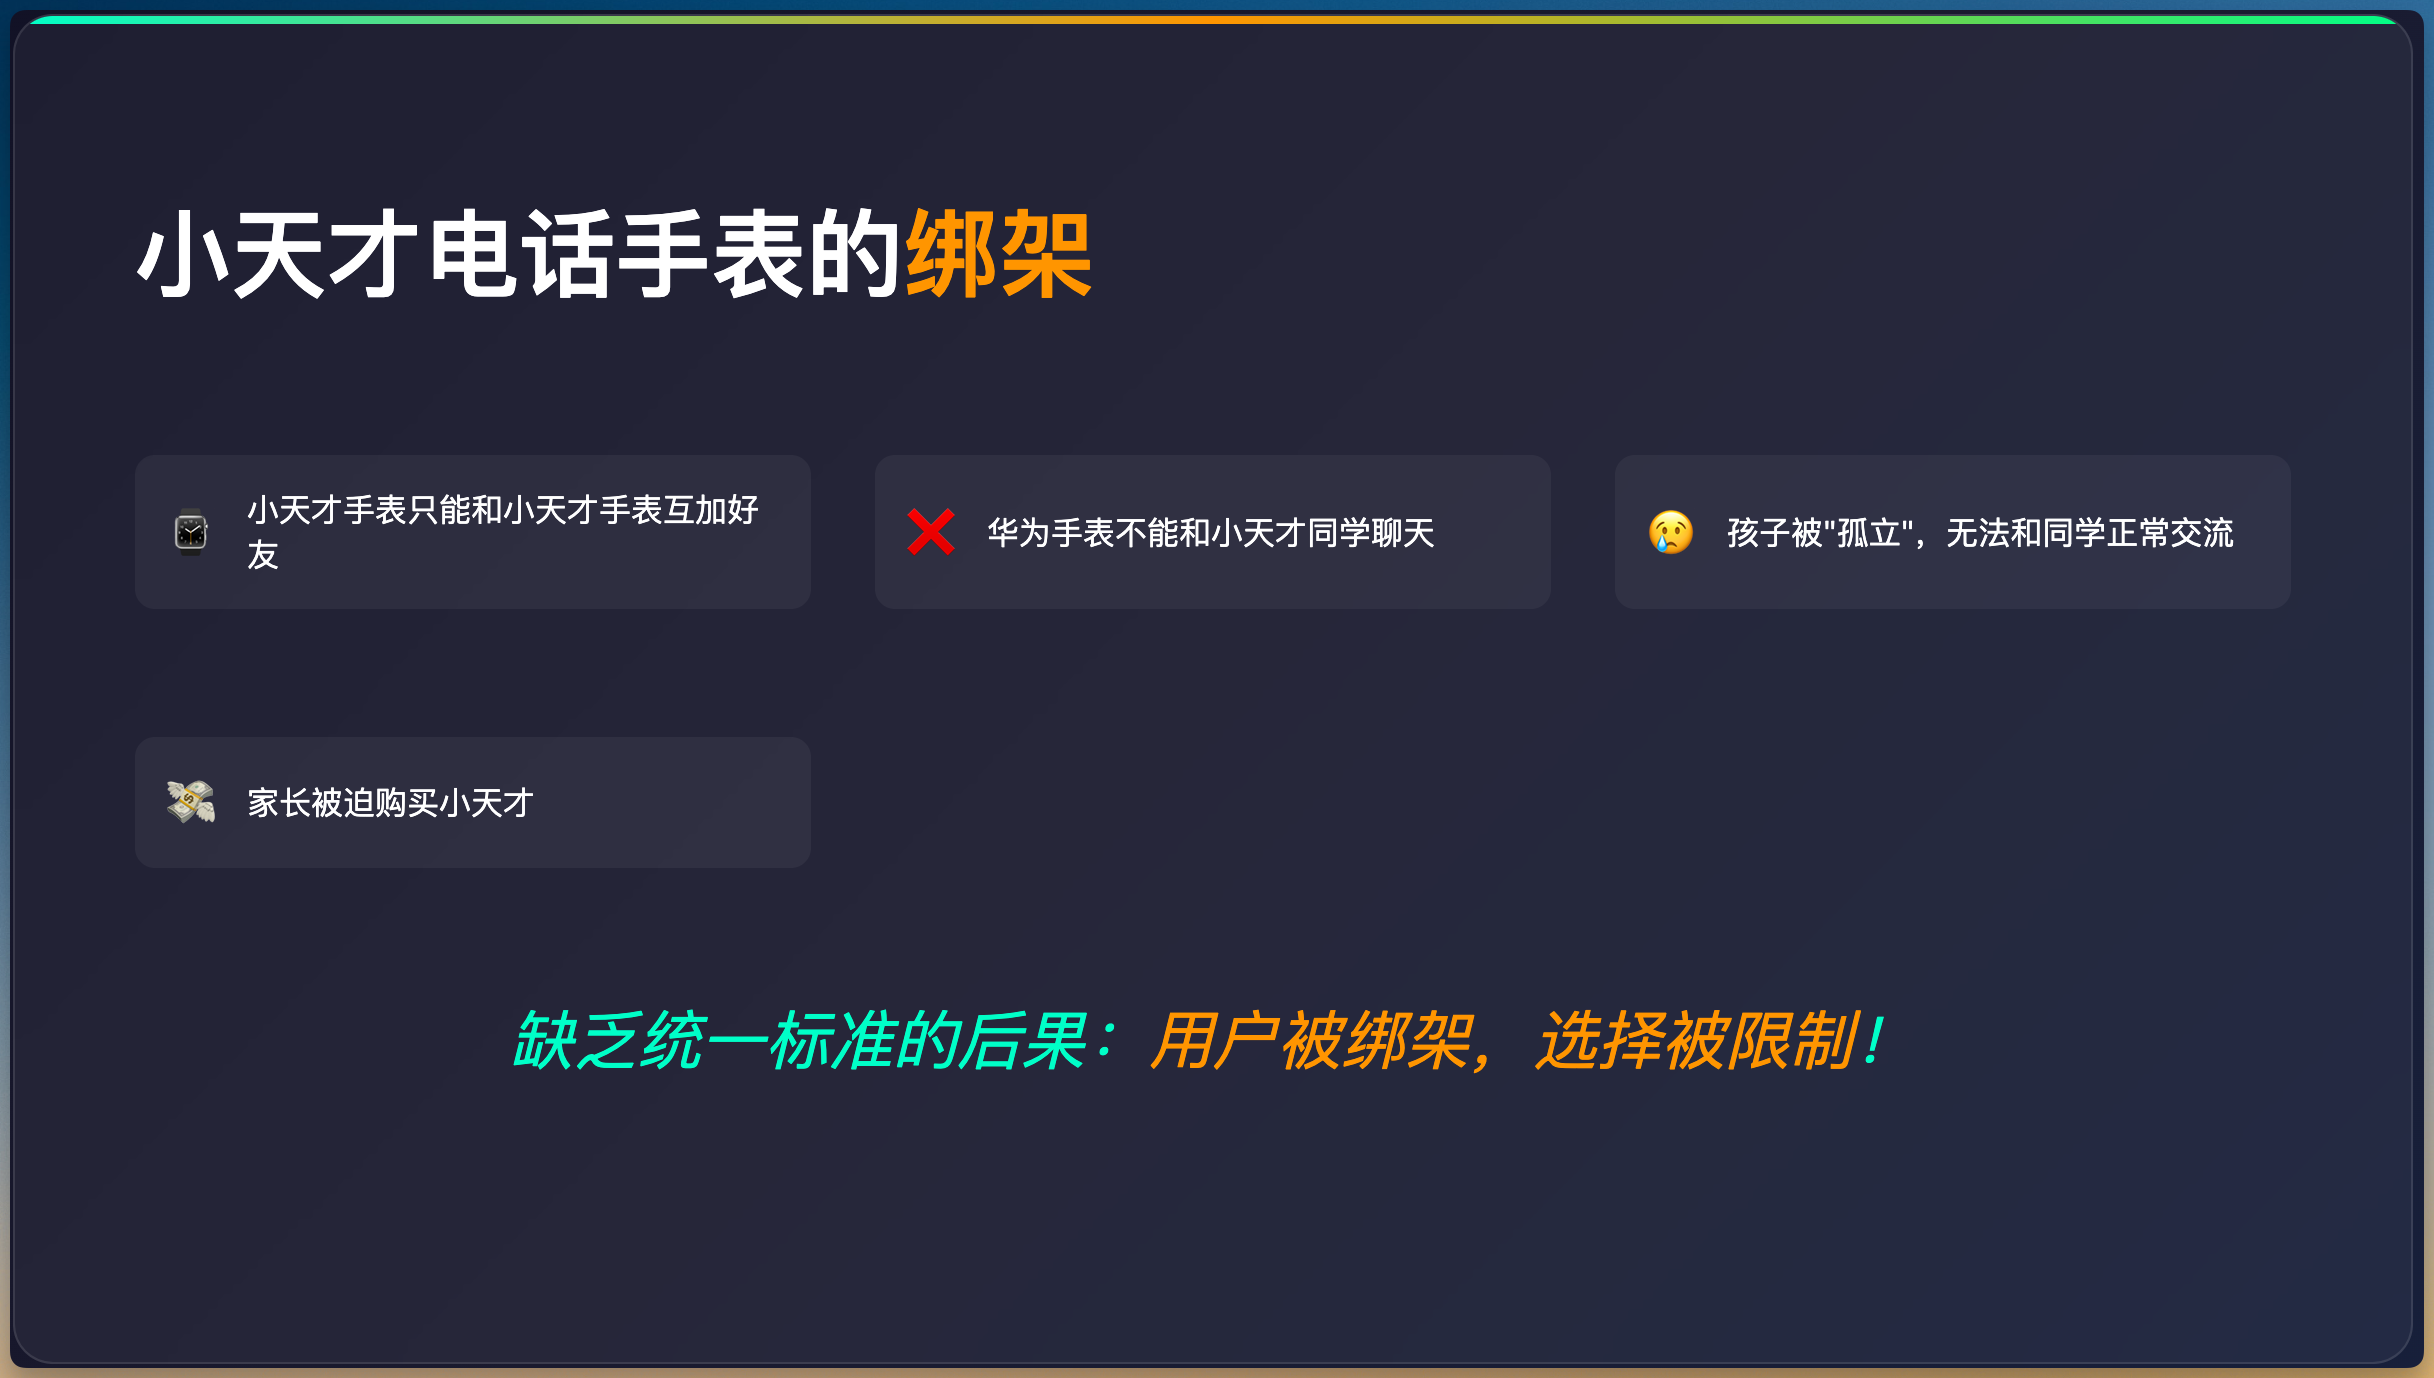 小天才电话手表的绑架
小天才手表只能和小天才手表互加好
友
华为手表不能和小天才同学聊天
孩子被"孤立"，无法和同学正常交流
家长被迫购买小天才
缺乏统一标准的后果：用户被绑架，选择被限制！